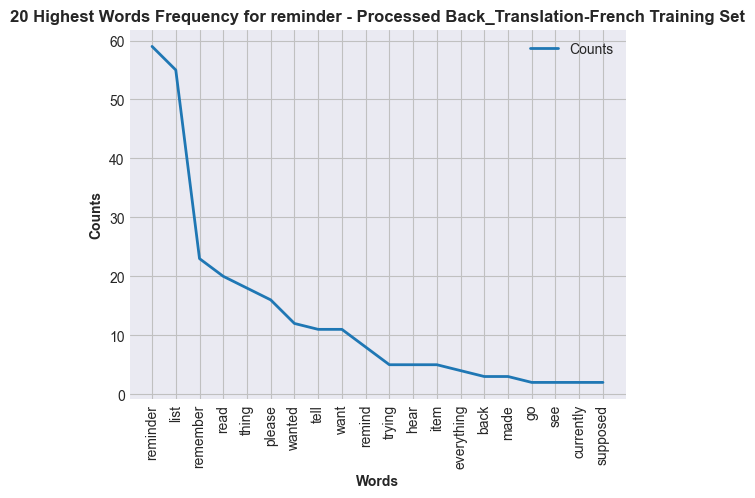 20 Highest Words Frequency for reminder - Processed Back_Translation-French Training Set
Counts
60
50
40
30
20
10
0
Counts
reminder
list
remember
read
thing
please
wanted
tell
want
remind
trying
hear
item
everything
back
made
go
see
currently
supposed
Words